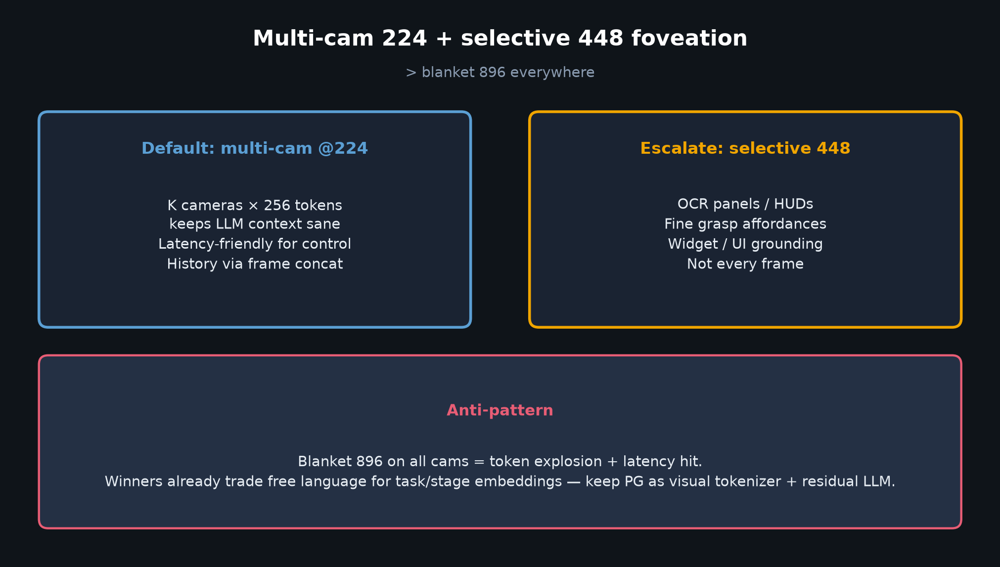 Multi-cam 224 + selective 448 foveation
> blanket 896 everywhere
Default: multi-cam @224
K cameras × 256 tokens
keeps LLM context sane
Latency-friendly for control
History via frame concat
Escalate: selective 448
OCR panels / HUDs
Fine grasp affordances
Widget / UI grounding
Not every frame
Anti-pattern
Blanket 896 on all cams = token explosion + latency hit.
Winners already trade free language for task/stage embeddings — keep PG as visual tokenizer + residual LLM.